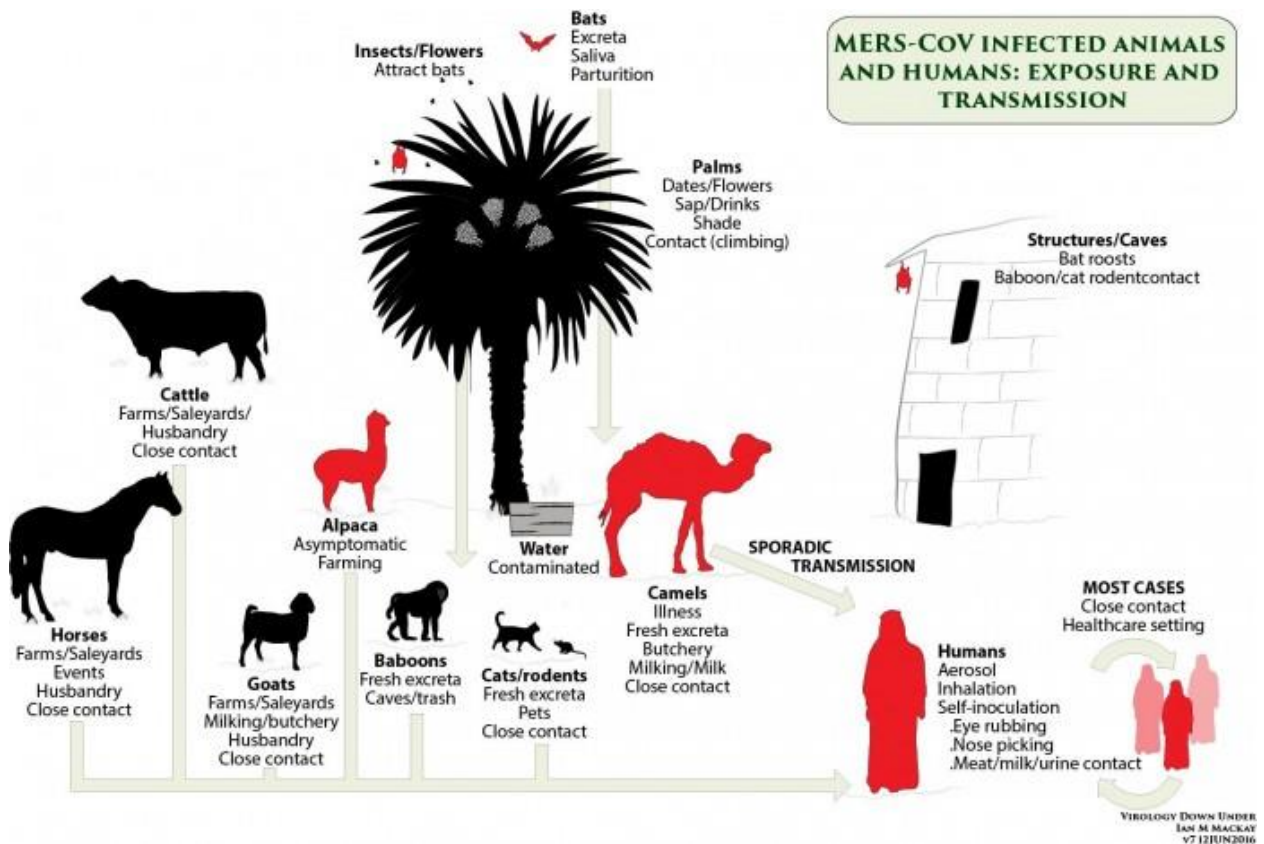 MERS-COV INFECTED ANIMALS
AND HUMANS: EXPOSURE AND
TRANSMISSION
Bats
Excreta
Saliva
Parturition
Insects/Flowers
Attract bats
Palms
Dates/Flowers
Sap/Drinks
Shade
Contact (climbing)
Structures/Caves
Bat roosts
Baboon/cat rodentcontact
Cattle
Farms/Saleyards/
Husbandry
Close contact
Alpaca
Asymptomatic
Farming
Water
Contaminated
SPORADIC
TRANSMISSION
Camels
Illness
Fresh excreta
Butchery
Milking/Milk
Close contact
MOST CASES
Close contact
Healthcare setting
Horses
Farms/Saleyards
Events
Husbandry
Close contact
Goats
Farms/Saleyards
Milking/butchery
Husbandry
Close contact
Baboons
Fresh excreta
Caves/trash
Cats/rodents
Fresh excreta
Pets
Close contact
Humans
Aerosol
Inhalation
Self-inoculation
.Eye rubbing
.Nose picking
.Meat/milk/urine contact
VIROLOGY DOWN UNDER
IAN M MACKAY
V7 12JUN2016